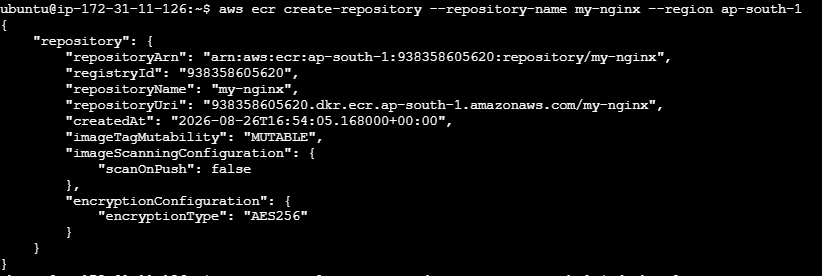 ubuntu@ip-172-31-11-126:~$ aws ecr create-repository --repository-name my-nginx --region ap-south-1
{
    "repository": {
        "repositoryArn": "arn:aws:ecr:ap-south-1:938358605620:repository/my-nginx",
        "registryId": "938358605620",
        "repositoryName": "my-nginx",
        "repositoryUri": "938358605620.dkr.ecr.ap-south-1.amazonaws.com/my-nginx",
        "createdAt": "2026-08-26T16:54:05.168000+00:00",
        "imageTagMutability": "MUTABLE",
        "imageScanningConfiguration": {
            "scanOnPush": false
        },
        "encryptionConfiguration": {
            "encryptionType": "AES256"
        }
    }
}